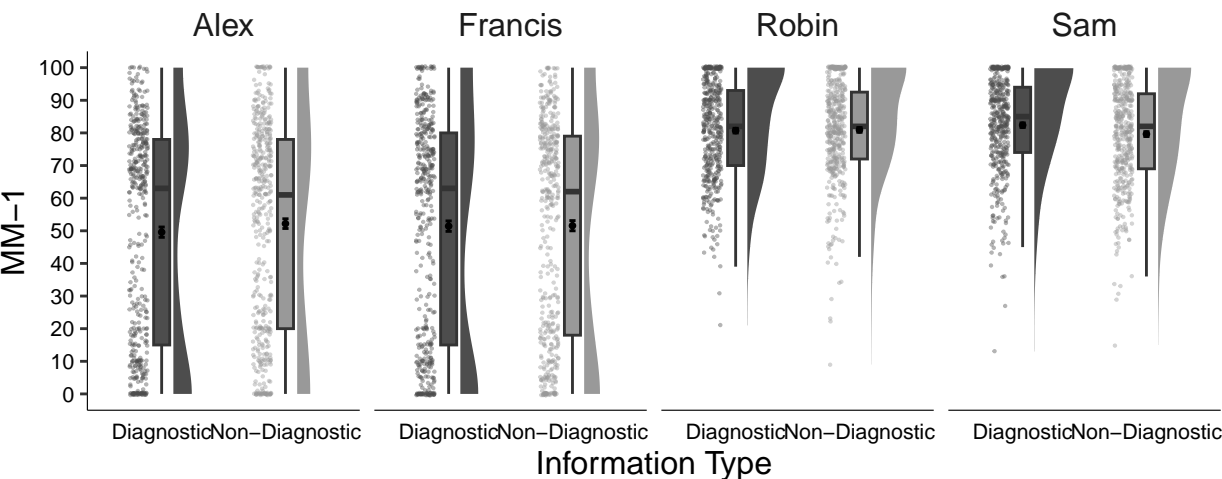 Alex Francis Robin Sam
MM−1
100
90
80
70
60
50
40
30
20
10
0
Diagnostic Non−Diagnostic Diagnostic Non−Diagnostic Diagnostic Non−Diagnostic Diagnostic Non−Diagnostic
Information Type